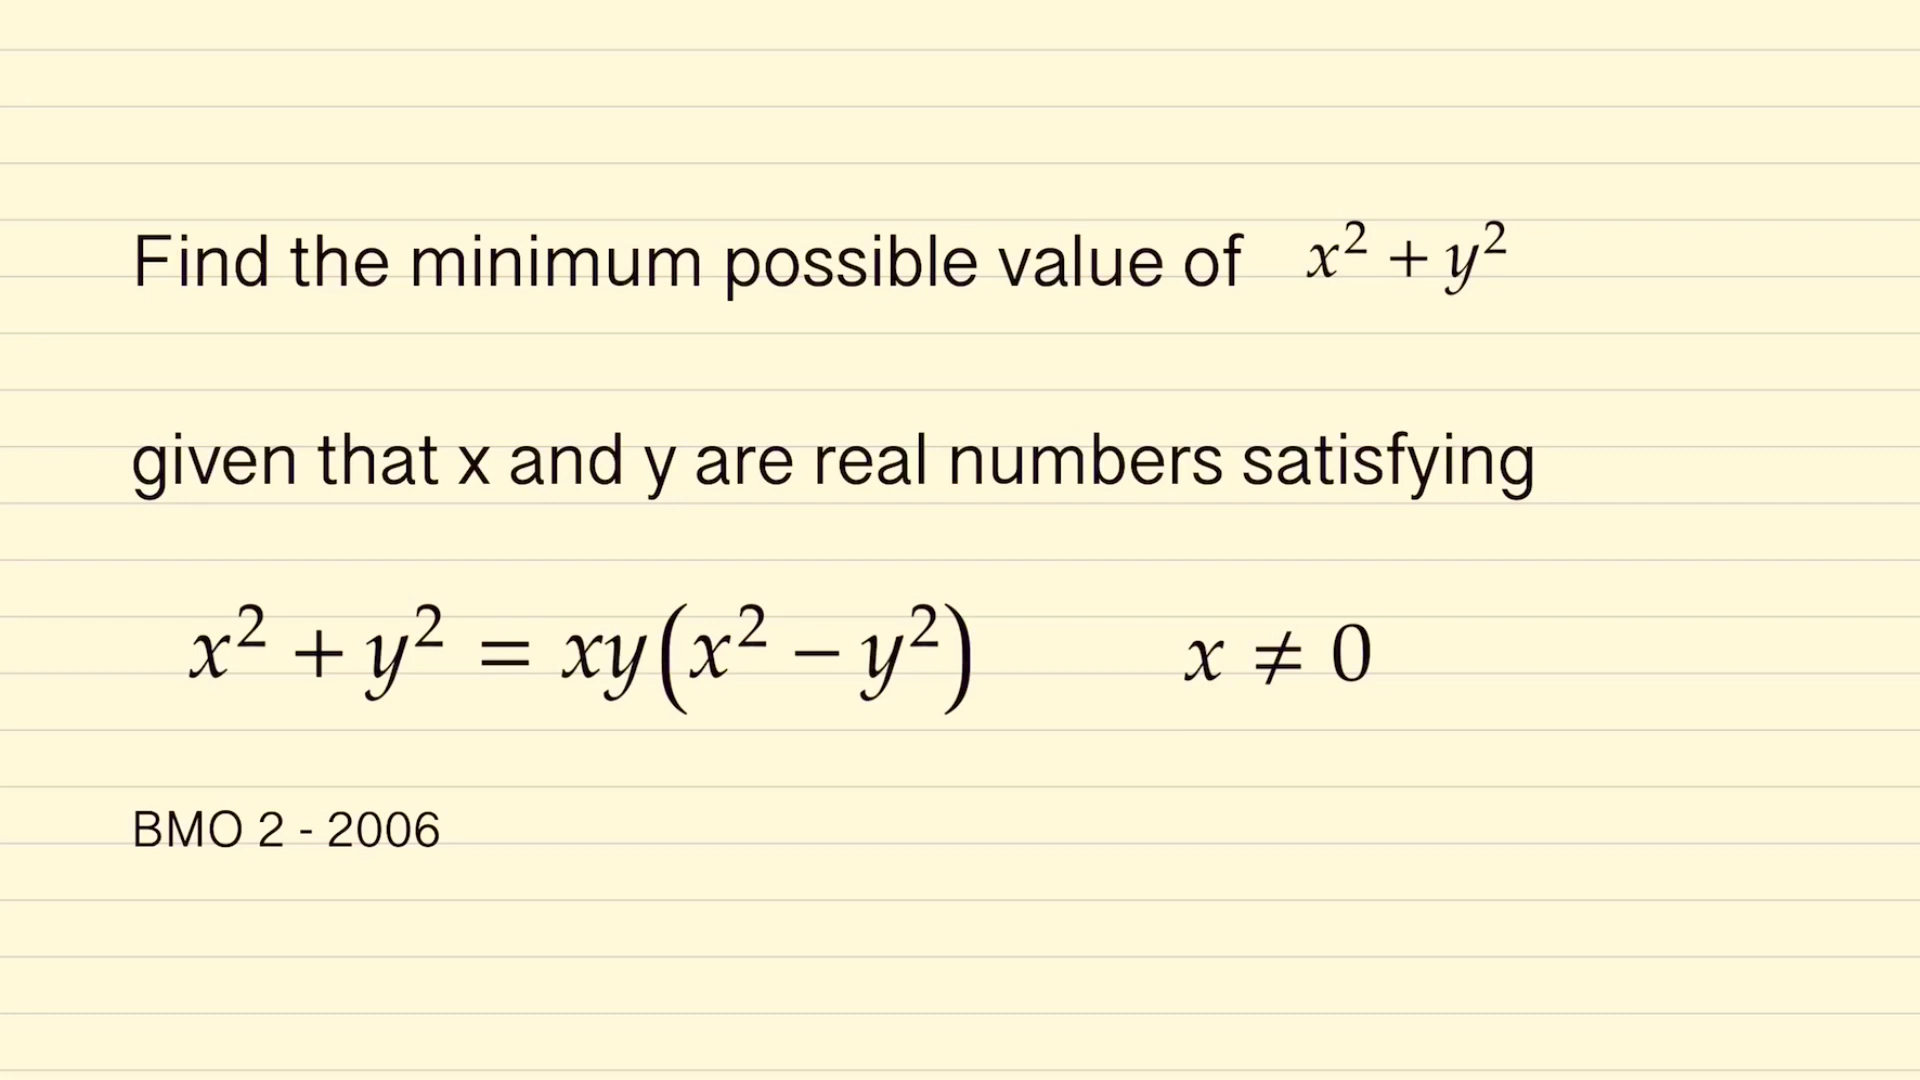 Find the minimum possible value of x² + y²
given that x and y are real numbers satisfying
x² + y² = xy(x² − y²) x ≠ 0
BMO 2 - 2006